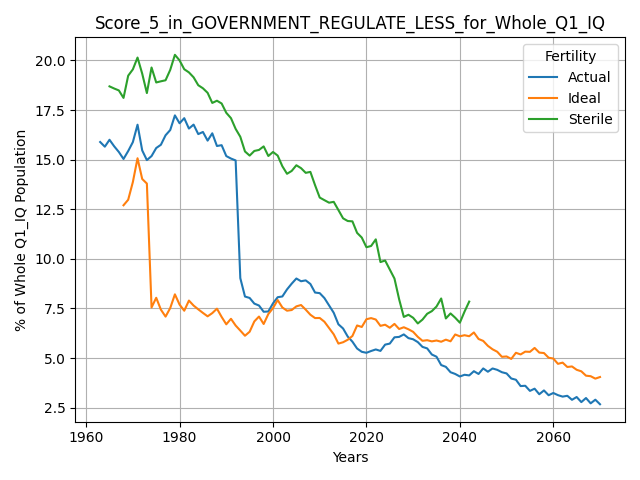 Score_5_in_GOVERNMENT_REGULATE_LESS_for_Whole_Q1_IQ
% of Whole Q1_IQ Population
20.0
17.5
15.0
12.5
10.0
7.5
5.0
2.5
Fertility
Actual
Ideal
Sterile
1960 1980 2000 2020 2040 2060
Years